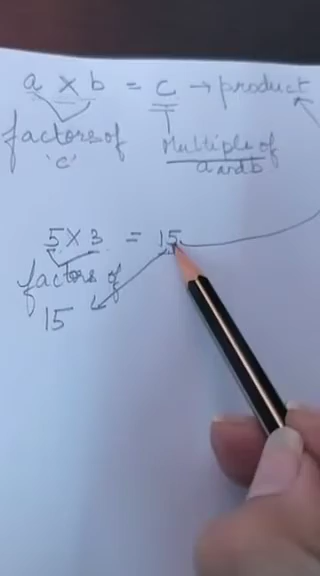 a × b = c → product
factors of
'c'
Multiple of
a and b
5 × 3 = 15
factors of
15